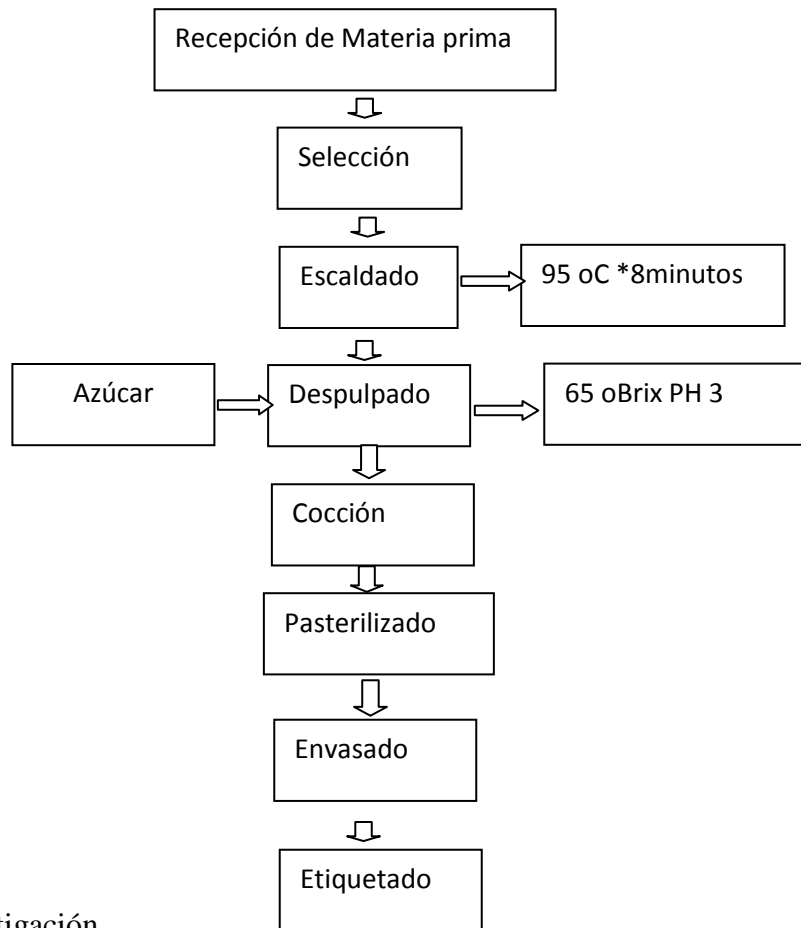 Recepción de Materia prima
Selección
Escaldado
95 oC *8minutos
Azúcar
Despulpado
65 oBrix PH 3
Cocción
Pasterilizado
Envasado
Etiquetado
tigación